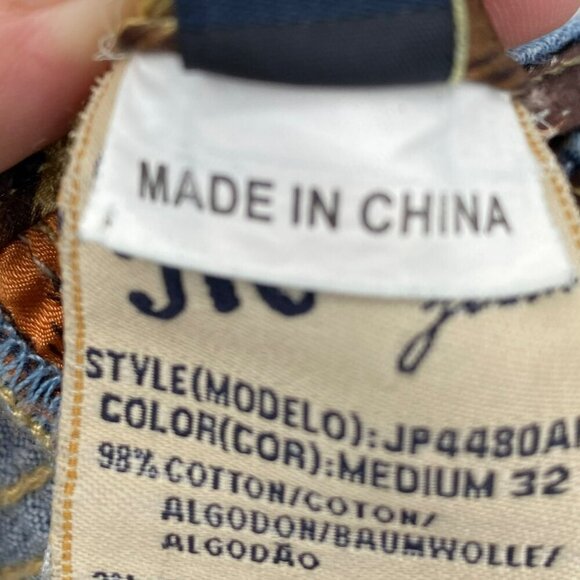 MADE IN CHINA
STYLE(MODELO):JP4480A
COLOR(COR):MEDIUM 32
98% COTTON/COTON/
ALGODON/BAUMWOLLE/
ALGODÃO